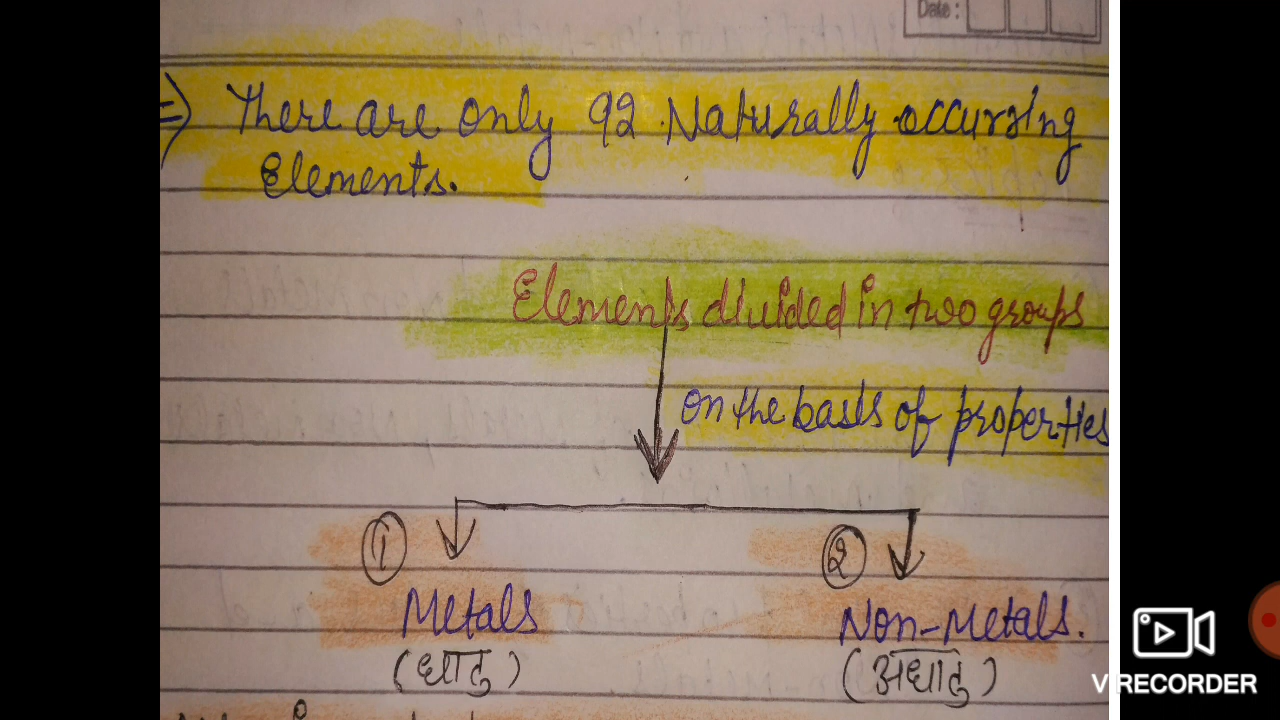 Date:
=> There are only 92 Naturally occurring
Elements.
Elements divided in two groups
on the basis of properties
1 2
Metals Non-Metals.
(धातु) (अधातु)
V RECORDER